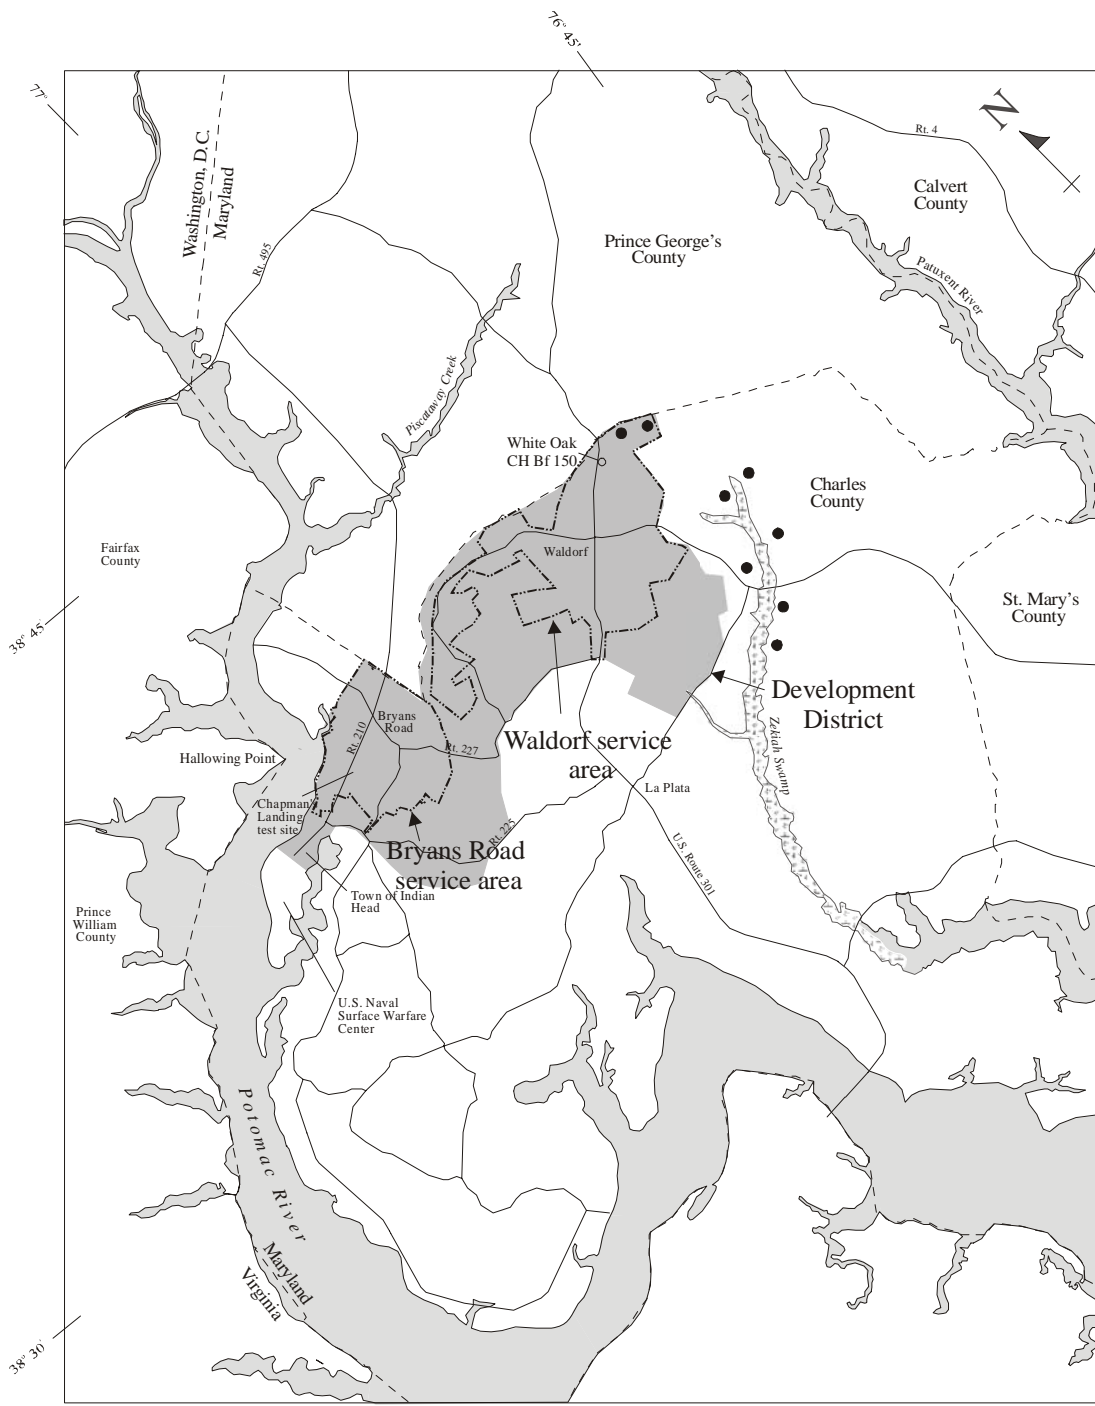 76° 45'
77°
N
Rt. 4
Washington, D.C.
Maryland
Calvert
County
Prince George's
County
Rt. 495
Patuxent River
Piscataway Creek
White Oak
CH Bf 150
Charles
County
Fairfax
County
Waldorf
St. Mary's
County
38° 45'
Development
District
Bryans
Road
Rt. 210
Rt. 227
Waldorf service
area
Zekiah Swamp
Hallowing Point
La Plata
Chapman's
Landing
test site
Rt. 225
U.S. Route 301
Bryans Road
service area
Town of Indian
Head
Prince
William
County
U.S. Naval
Surface Warfare
Center
Potomac River
Maryland
Virginia
38° 30'